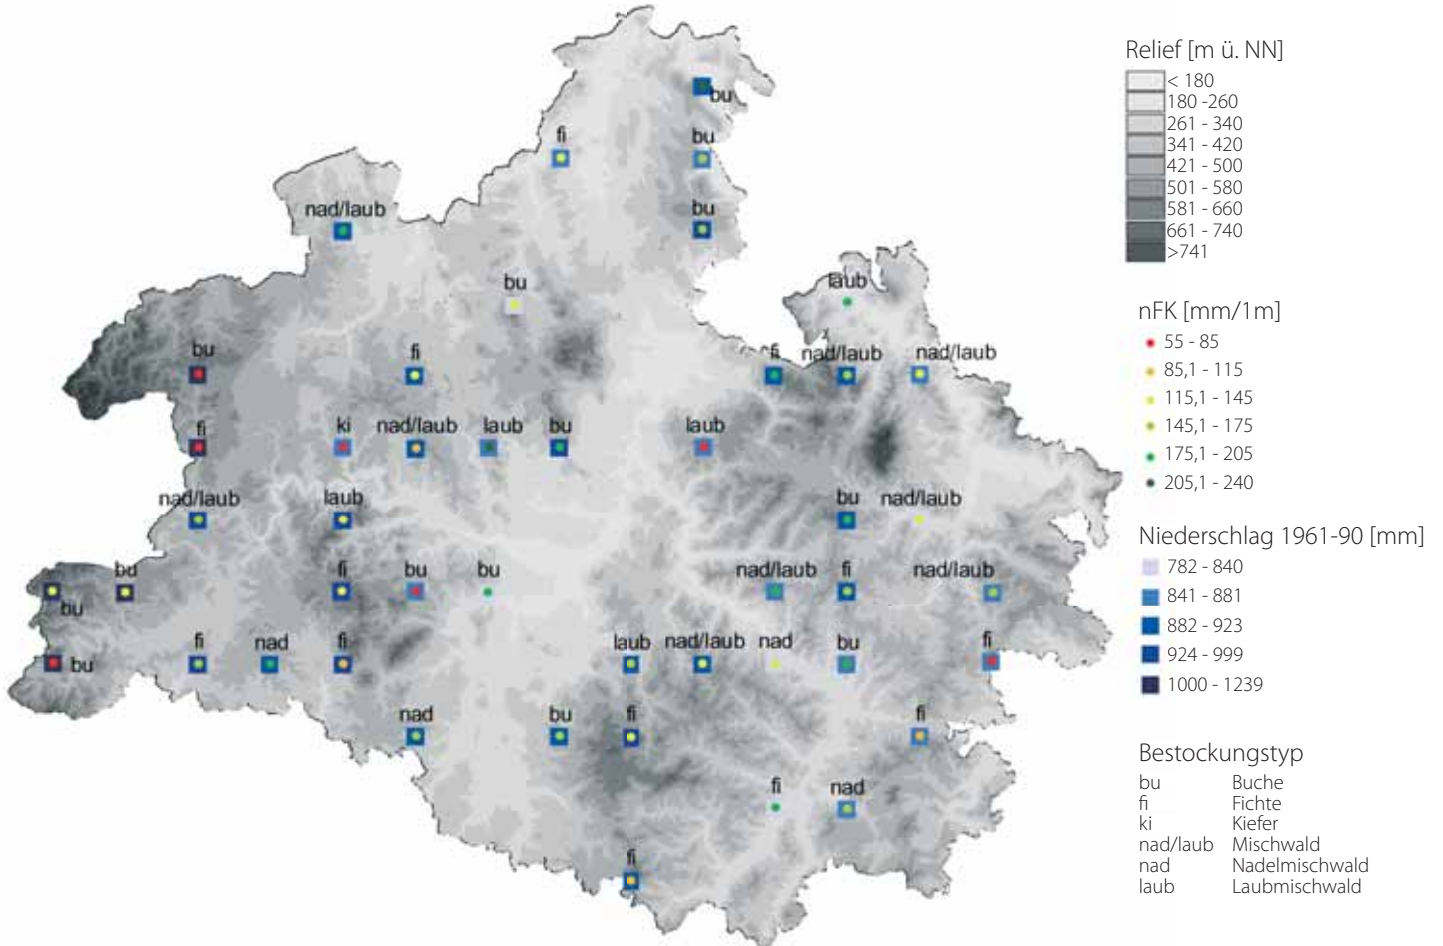 bu
fi
bu
nad/laub
bu
bu
laub
bu
fi
fi
nad/laub
nad/laub
fi
ki
nad/laub
laub
bu
laub
nad/laub
laub
bu
nad/laub
bu
bu
fi
bu
bu
nad/laub
fi
nad/laub
bu
fi
nad
fi
laub
nad/laub
nad
bu
fi
nad
bu
fi
fi
fi
nad
fi
Relief [m ü. NN]
< 180
180 -260
261 - 340
341 - 420
421 - 500
501 - 580
581 - 660
661 - 740
>741
nFK [mm/1m]
55 - 85
85,1 - 115
115,1 - 145
145,1 - 175
175,1 - 205
205,1 - 240
Niederschlag 1961-90 [mm]
782 - 840
841 - 881
882 - 923
924 - 999
1000 - 1239
Bestockungstyp
bu Buche
fi Fichte
ki Kiefer
nad/laub Mischwald
nad Nadelmischwald
laub Laubmischwald